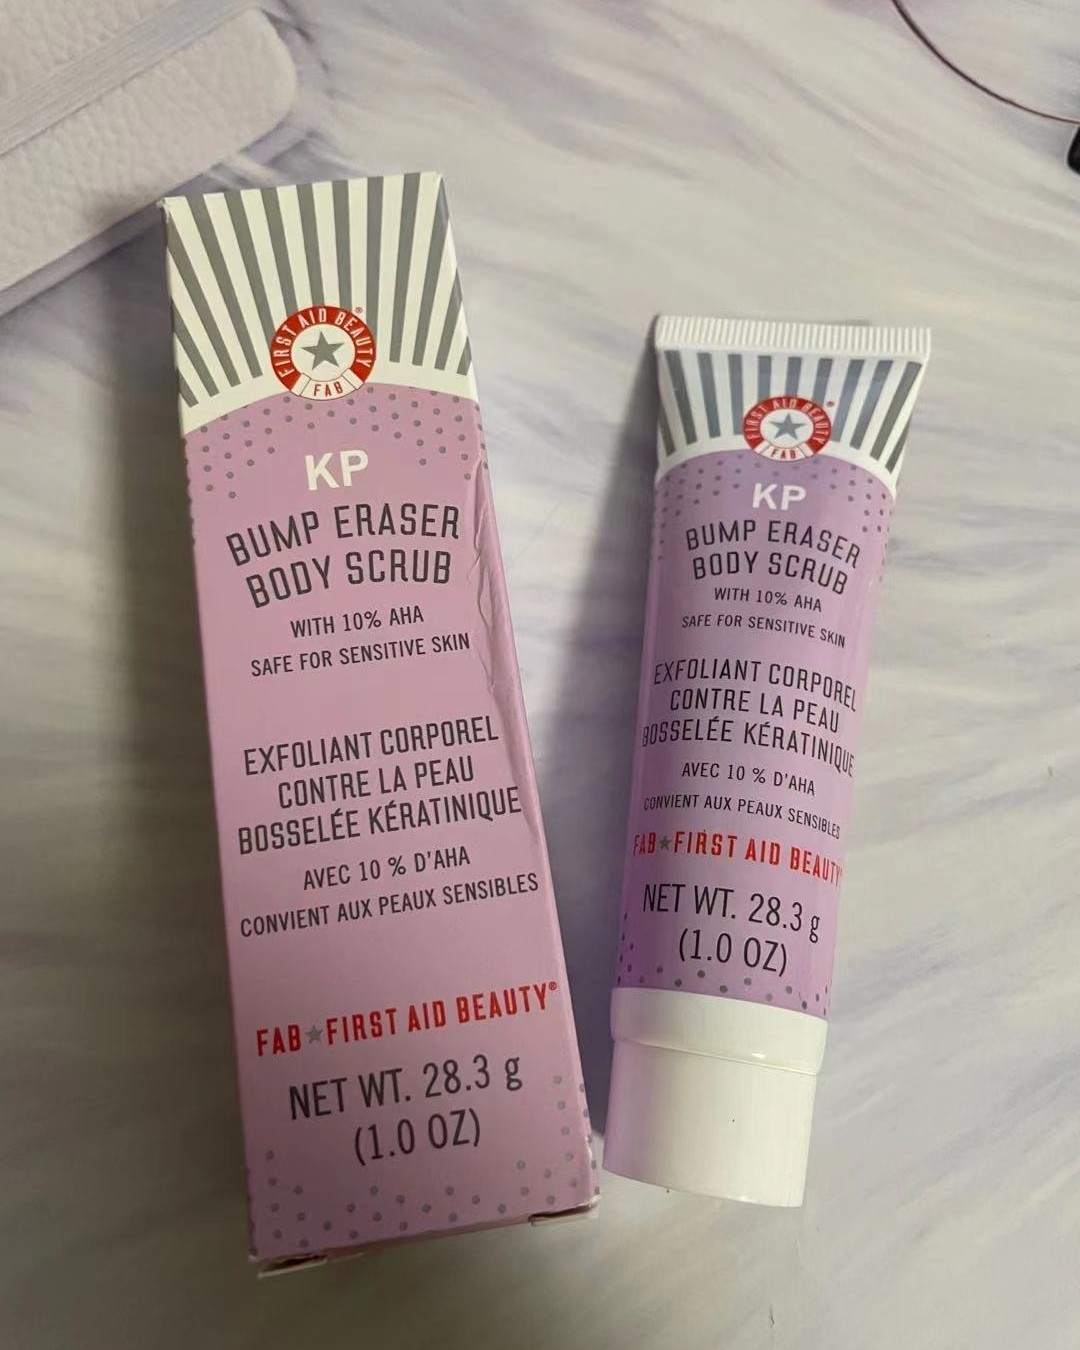 FIRST AID BEAUTY®
FAB
KP
BUMP ERASER
BODY SCRUB
WITH 10% AHA
SAFE FOR SENSITIVE SKIN
EXFOLIANT CORPOREL
CONTRE LA PEAU
BOSSELÉE KÉRATINIQUE
AVEC 10 % D'AHA
CONVIENT AUX PEAUX SENSIBLES
FAB★FIRST AID BEAUTY®
NET WT. 28.3 g
(1.0 OZ)
FIRST AID BEAUTY®
FAB
KP
BUMP ERASER
BODY SCRUB
WITH 10% AHA
SAFE FOR SENSITIVE SKIN
EXFOLIANT CORPOREL
CONTRE LA PEAU
BOSSELÉE KÉRATINIQUE
AVEC 10 % D'AHA
CONVIENT AUX PEAUX SENSIBLES
FAB★FIRST AID BEAUTY®
NET WT. 28.3 g
(1.0 OZ)